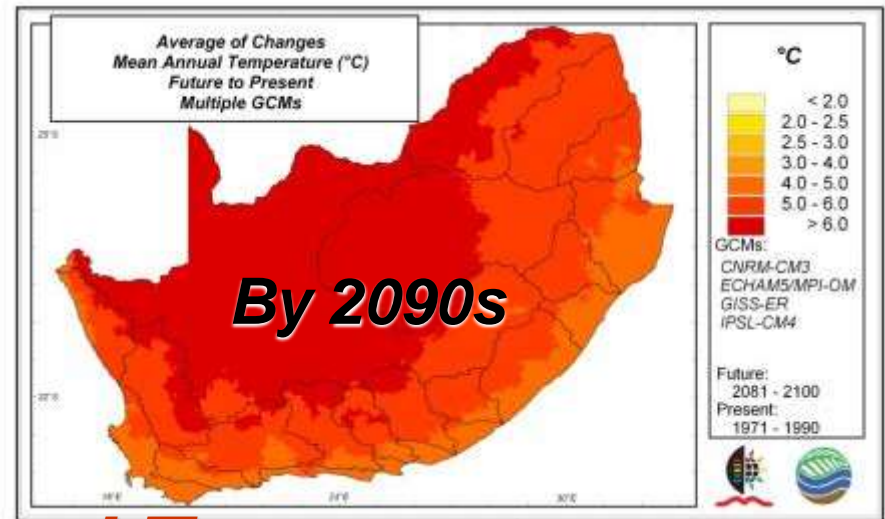 Average of Changes
Mean Annual Temperature (°C)
Future to Present
Multiple GCMs
°C
< 2.0
2.0 - 2.5
2.5 - 3.0
3.0 - 4.0
4.0 - 5.0
5.0 - 6.0
> 6.0
GCMs:
CNRM-CM3
ECHAM5/MPI-OM
GISS-ER
IPSL-CM4
Future:
2081 - 2100
Present:
1971 - 1990
By 2090s